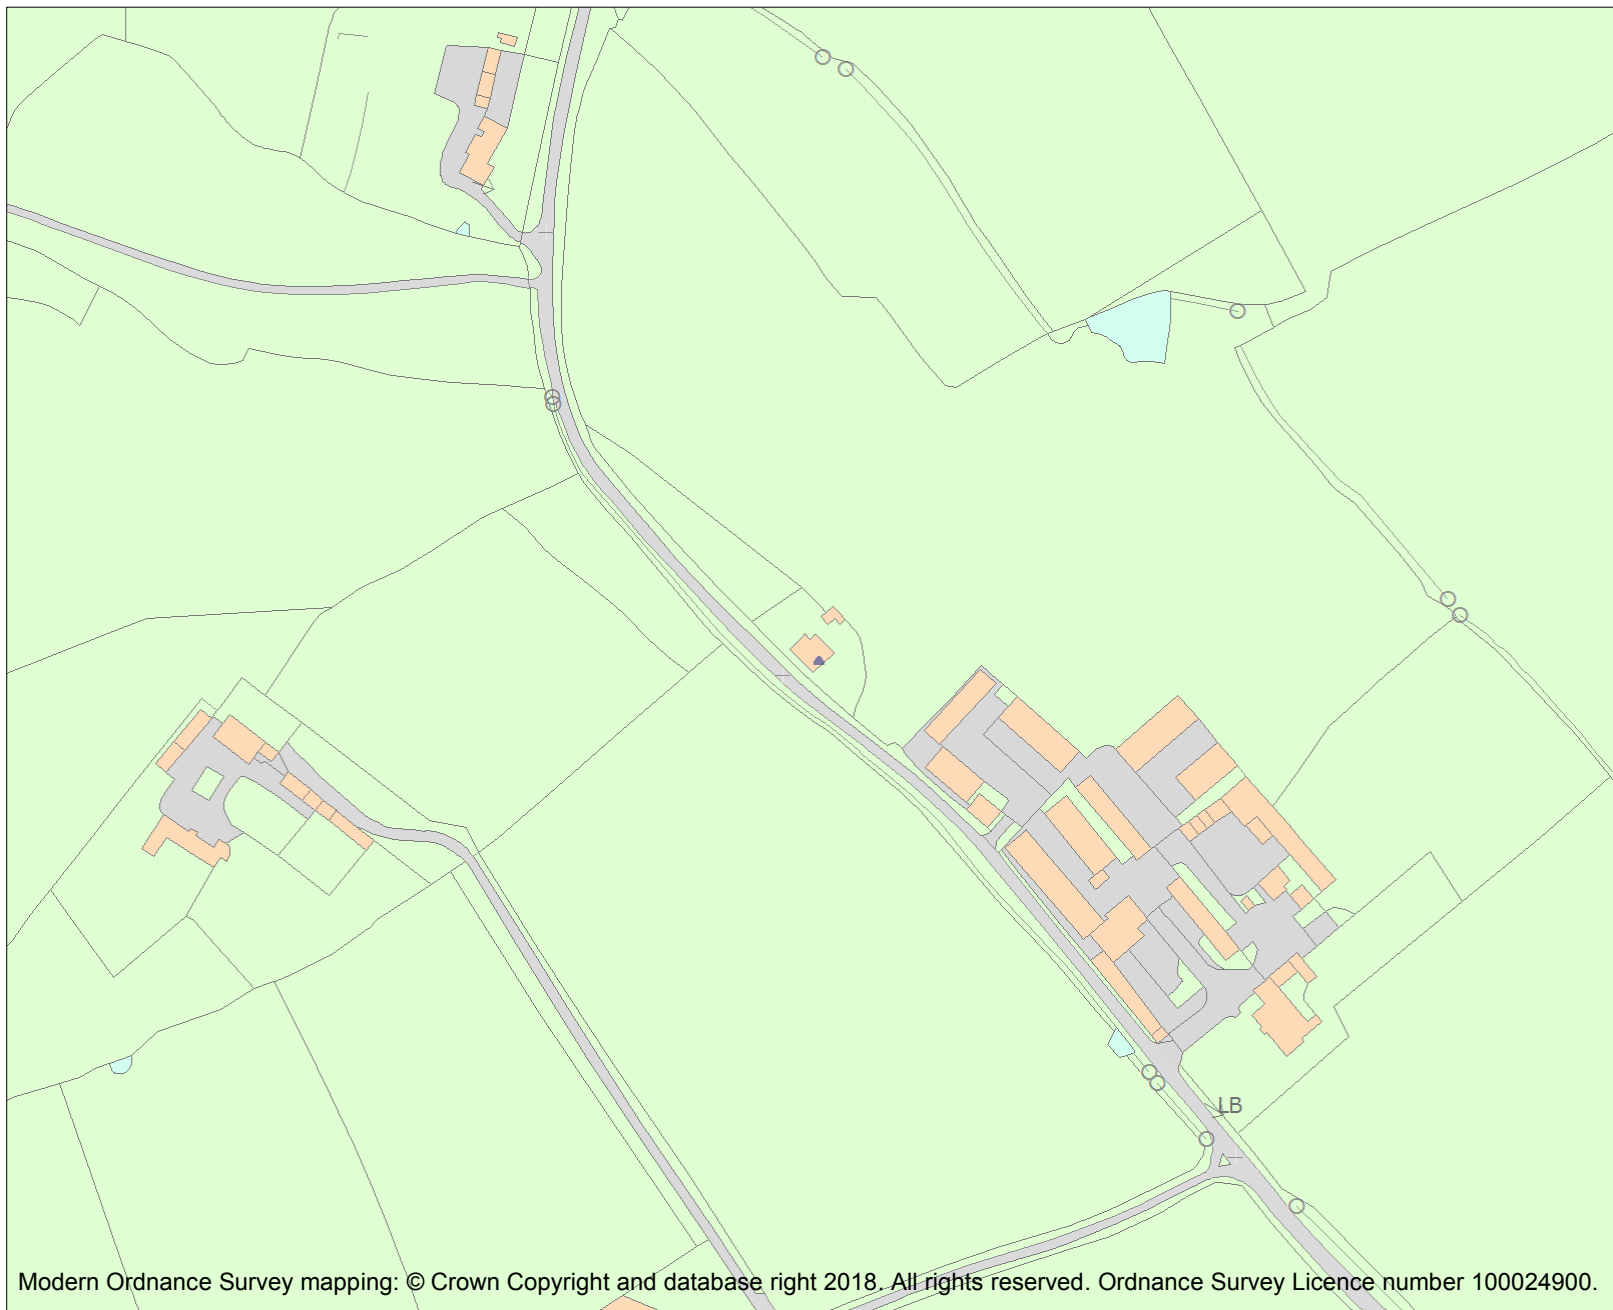 LB
Modern Ordnance Survey mapping: © Crown Copyright and database right 2018. All rights reserved. Ordnance Survey Licence number 100024900.